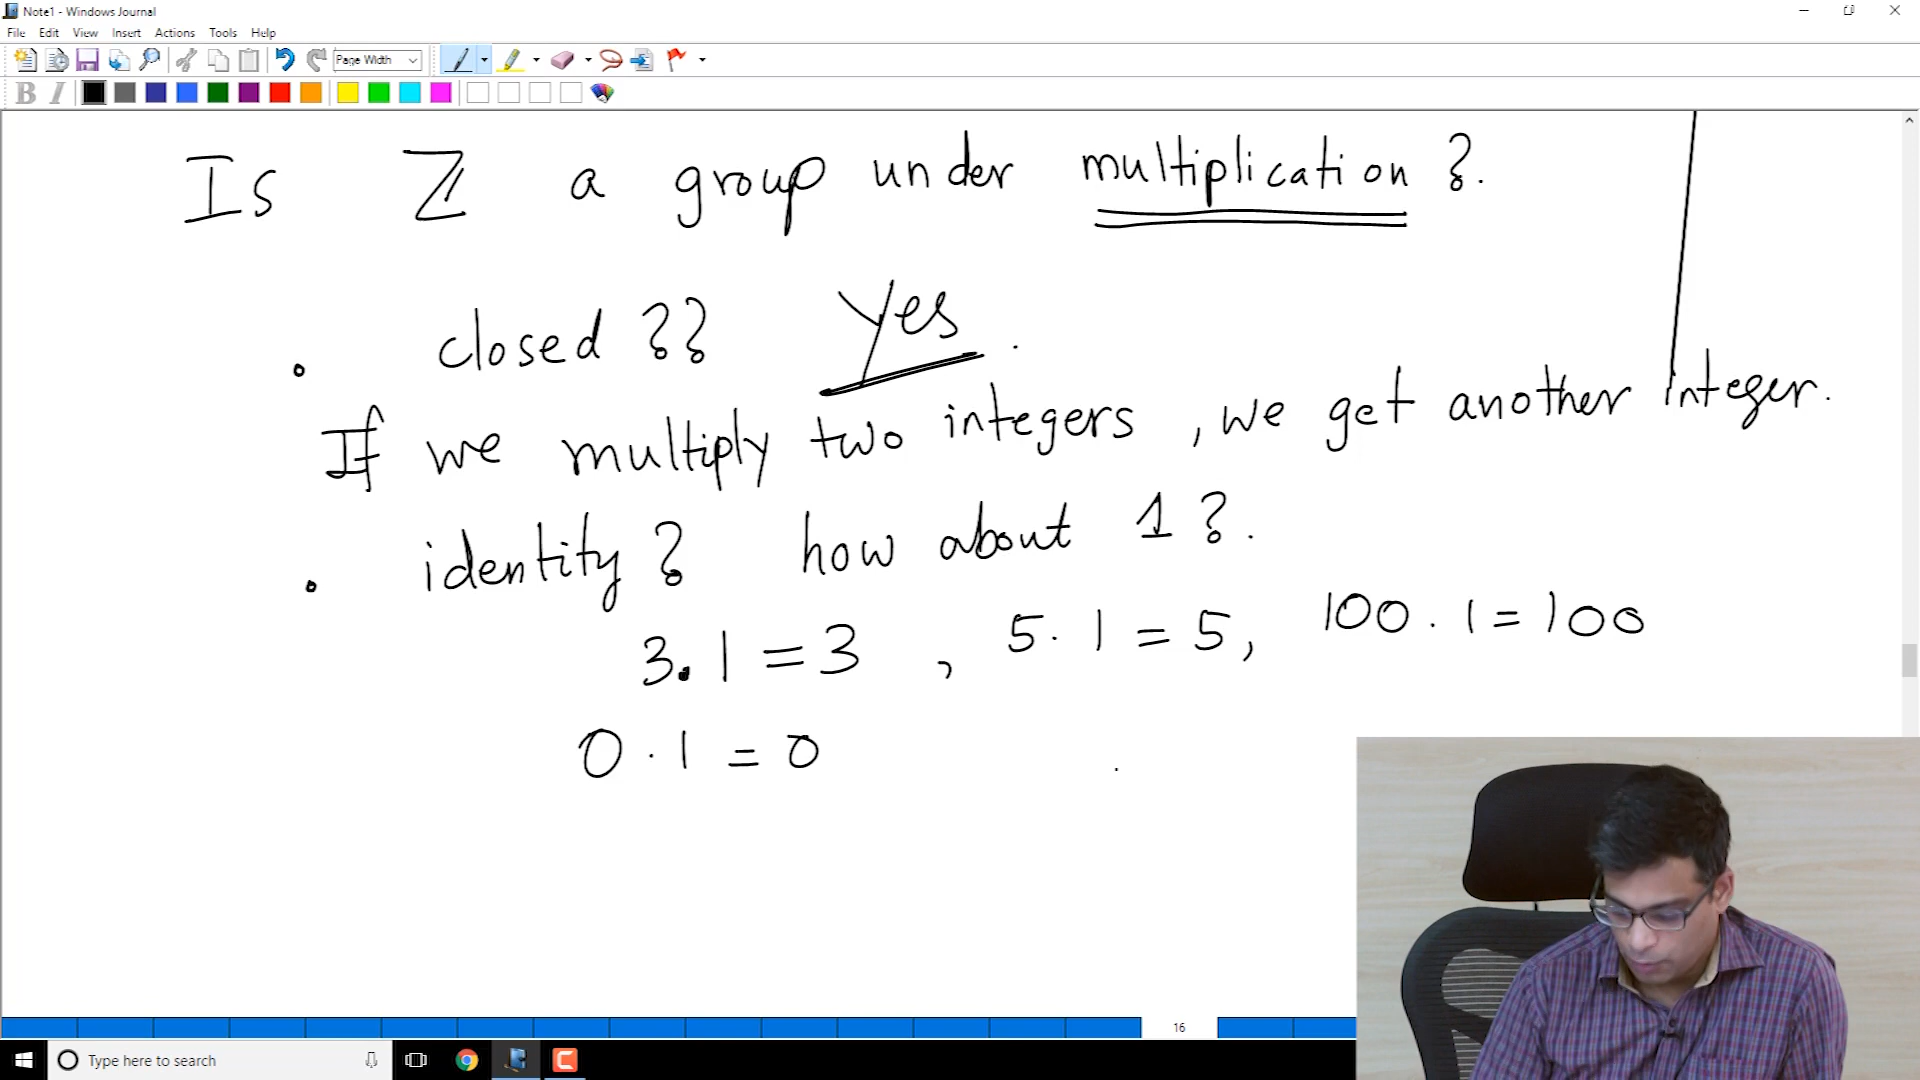 Note1 - Windows Journal
File Edit View Insert Actions Tools Help
Page Width
B I
Is ℤ a group under multiplication ?.
• closed ?? Yes.
If we multiply two integers, we get another integer.
• identity ? how about 1 ?.
3.1 = 3 , 5. 1 = 5, 100 . 1 = 100
0 . 1 = 0
16
Type here to search